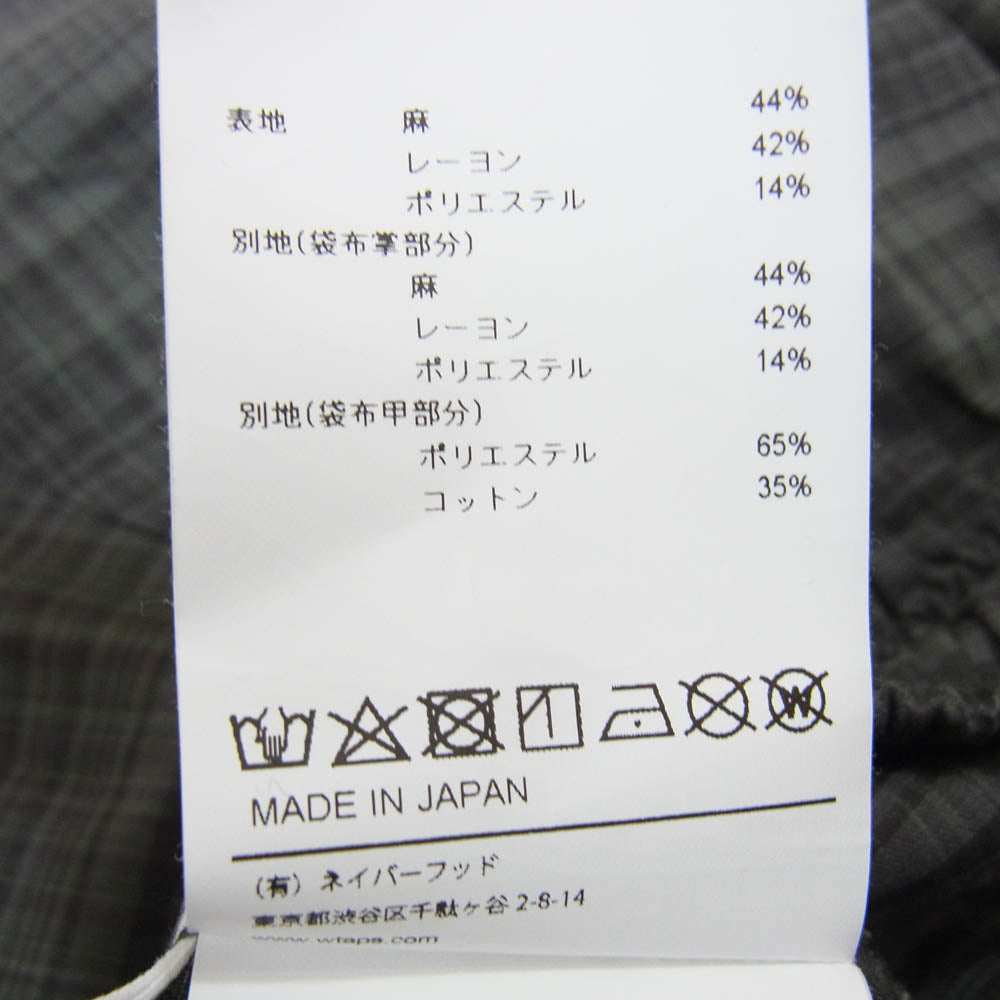 表地 麻 44%
レーヨン 42%
ポリエステル 14%
別地(袋布掌部分)
麻 44%
レーヨン 42%
ポリエステル 14%
別地(袋布甲部分)
ポリエステル 65%
コットン 35%
W
MADE IN JAPAN
(有) ネイバーフッド
東京都渋谷区千駄ヶ谷 2-8-14
www.wtaps.com